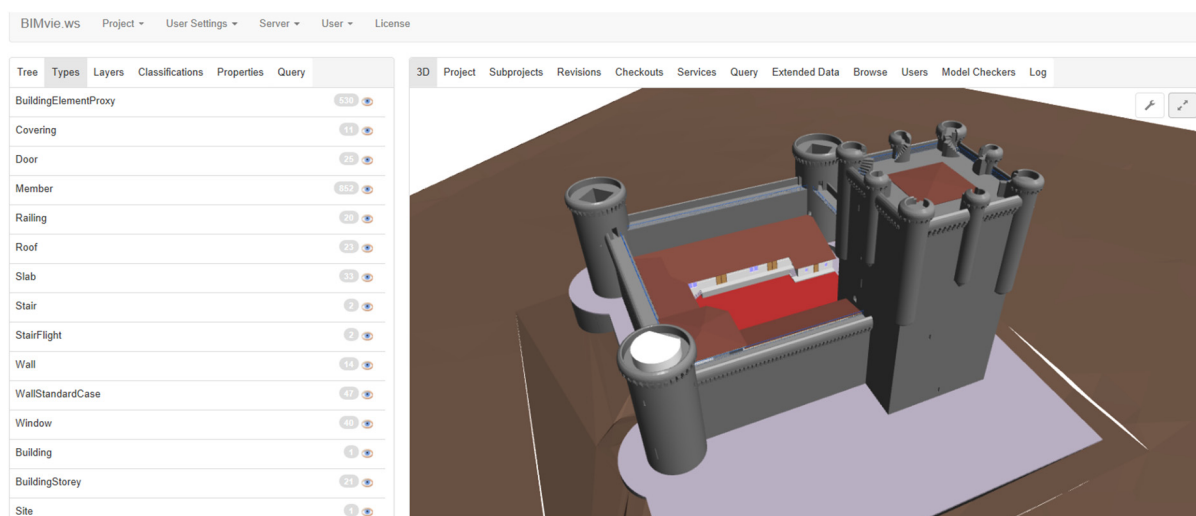 BIMvie.ws Project User Settings Server User License
Tree Types Layers Classifications Properties Query
3D Project Subprojects Revisions Checkouts Services Query Extended Data Browse Users Model Checkers Log
BuildingElementProxy 530
Covering 11
Door 25
Member 852
Railing 20
Roof 23
Slab 33
Stair 2
StairFlight 2
Wall 14
WallStandardCase 47
Window 40
Building 1
BuildingStorey 21
Site 1